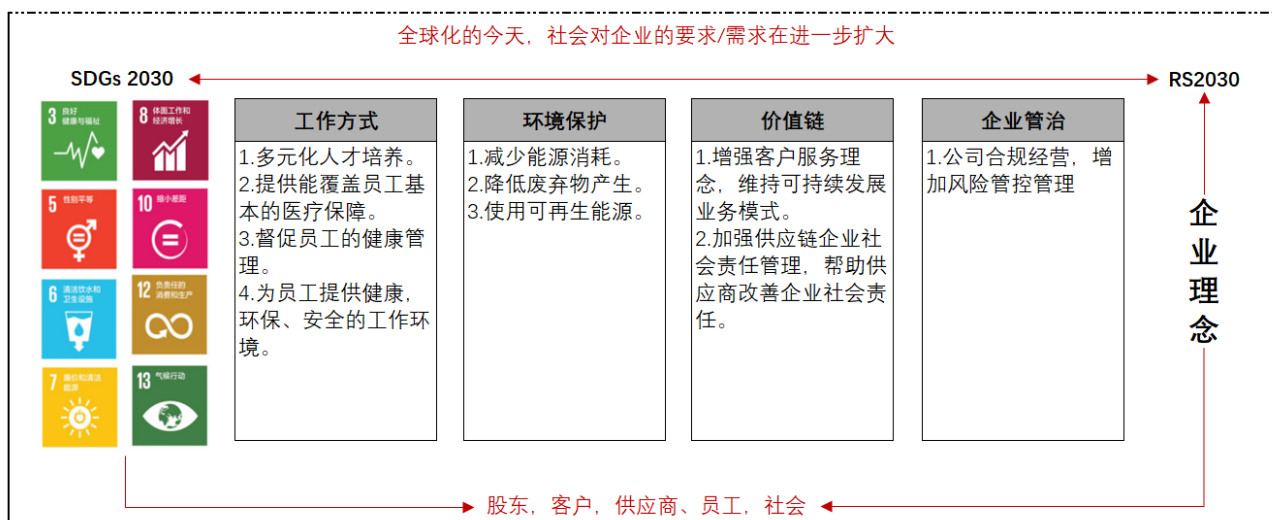 全球化的今天，社会对企业的要求/需求在进一步扩大
SDGs 2030
RS2030
3 良好
健康与福祉
8 体面工作和
经济增长
5 性别平等
10 缩小差距
6 清洁饮水和
卫生设施
12 负责任的
消费和生产
7 廉价和清洁
能源
13 气候行动
工作方式
1.多元化人才培养。
2.提供能覆盖员工基
本的医疗保障。
3.督促员工的健康管
理。
4.为员工提供健康，
环保、安全的工作环
境。
环境保护
1.减少能源消耗。
2.降低废弃物产生。
3.使用可再生能源。
价值链
1.增强客户服务理
念，维持可持续发展
业务模式。
2.加强供应链企业社
会责任管理，帮助供
应商改善企业社会责
任。
企业管治
1.公司合规经营，增
加风险管控管理
企
业
理
念
股东，客户，供应商、员工，社会